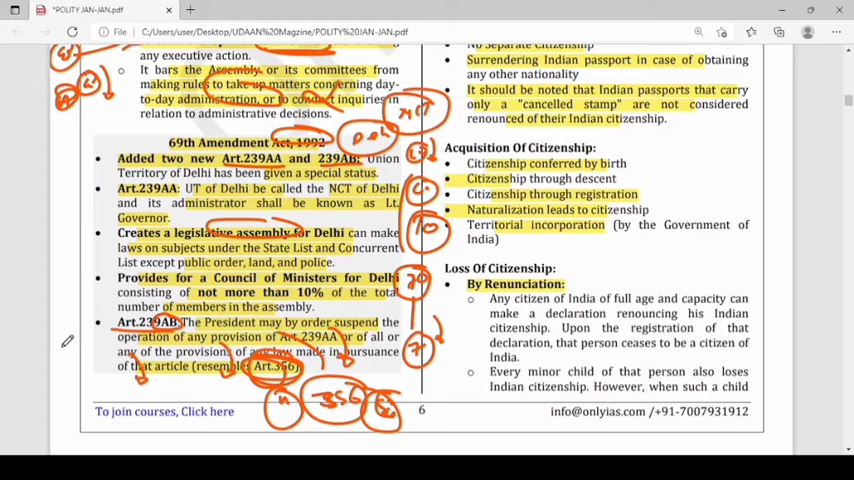 *POLITY JAN-JAN.pdf
File
C:/Users/user/Desktop/UDAAN%20Magzine/POLITY%20JAN-JAN.pdf
any executive action.
It bars the Assembly or its committees from
making rules to take up matters concerning day-
to-day administration, or to conduct inquiries in
relation to administrative decisions.
69th Amendment Act, 1992
Added two new Art.239AA and 239AB: Union
Territory of Delhi has been given a special status.
Art.239AA: UT of Delhi be called the NCT of Delhi
and its administrator shall be known as Lt.
Governor.
Creates a legislative assembly for Delhi can make
laws on subjects under the State List and Concurrent
List except public order, land, and police.
Provides for a Council of Ministers for Delhi
consisting of not more than 10% of the total
number of members in the assembly.
Art.239AB: The President may by order suspend the
operation of any provision of Art.239AA or of all or
any of the provisions of any law made in pursuance
of that article (resembles Art.356)
NCT
70
70
7
356
No Separate Citizenship
Surrendering Indian passport in case of obtaining
any other nationality
It should be noted that Indian passports that carry
only a "cancelled stamp" are not considered
renounced of their Indian citizenship.
Acquisition Of Citizenship:
Citizenship conferred by birth
Citizenship through descent
Citizenship through registration
Naturalization leads to citizenship
Territorial incorporation (by the Government of
India)
Loss Of Citizenship:
By Renunciation:
Any citizen of India of full age and capacity can
make a declaration renouncing his Indian
citizenship. Upon the registration of that
declaration, that person ceases to be a citizen of
India.
Every minor child of that person also loses
Indian citizenship. However, when such a child
To join courses, Click here
6
info@onlyias.com /+91-7007931912